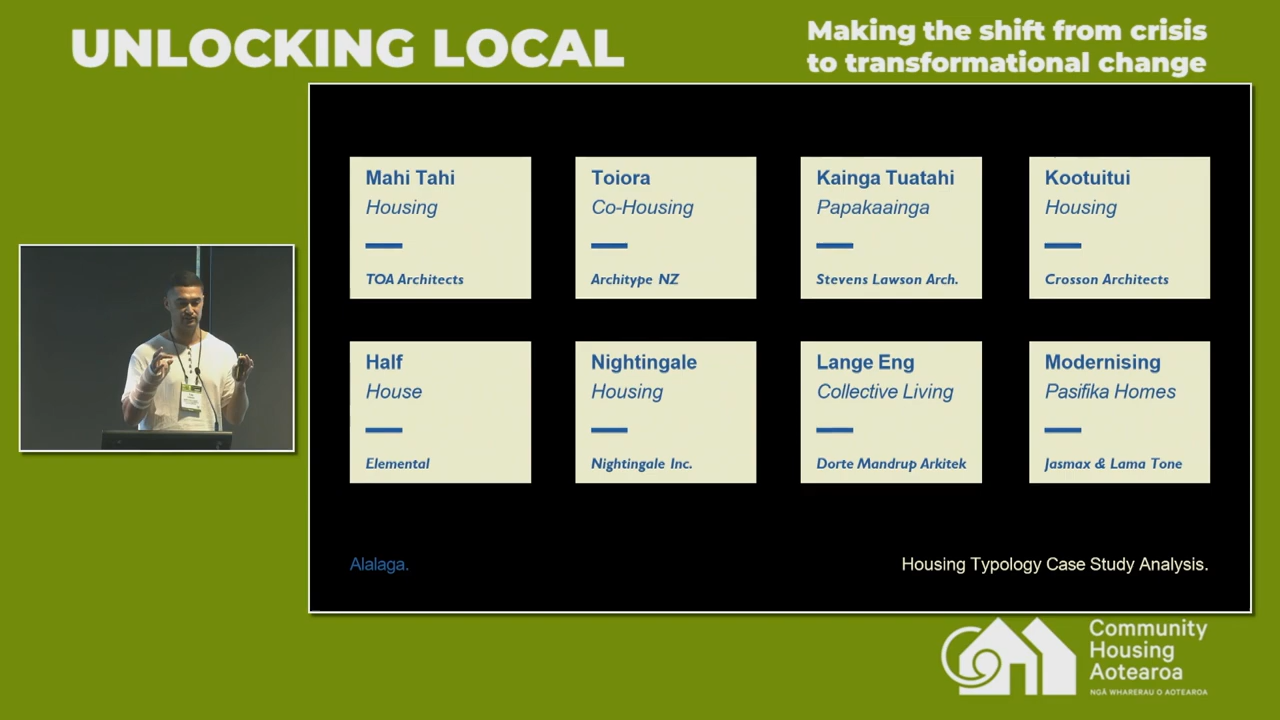 UNLOCKING LOCAL
Making the shift from crisis
to transformational change
Mahi Tahi
Housing
TOA Architects
Toiora
Co-Housing
Architype NZ
Kainga Tuatahi
Papakaainga
Stevens Lawson Arch.
Kootuitui
Housing
Crosson Architects
Half
House
Elemental
Nightingale
Housing
Nightingale Inc.
Lange Eng
Collective Living
Dorte Mandrup Arkitek
Modernising
Pasifika Homes
Jasmax & Lama Tone
Alalaga.
Housing Typology Case Study Analysis.
Community
Housing
Aotearoa
NGĀ WHARERAU O AOTEAROA